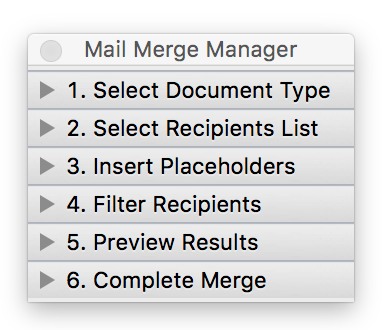 Mail Merge Manager
1. Select Document Type
2. Select Recipients List
3. Insert Placeholders
4. Filter Recipients
5. Preview Results
6. Complete Merge